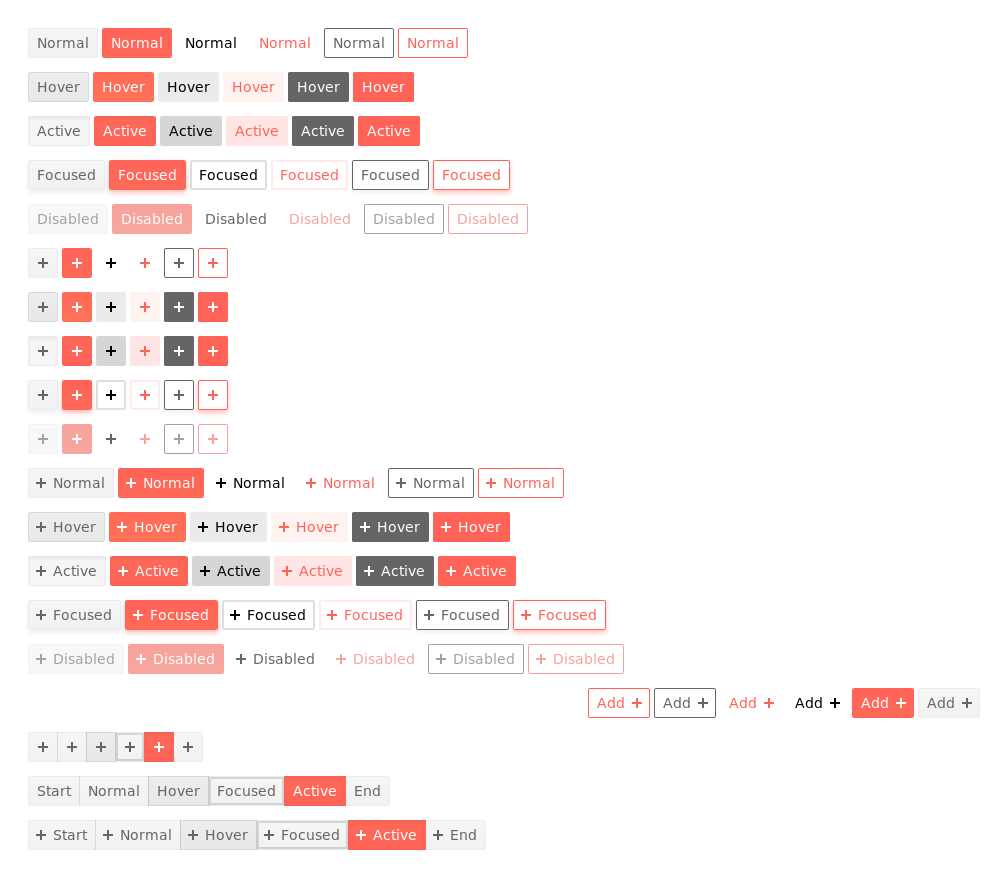 Normal Normal Normal Normal Normal Normal
Hover Hover Hover Hover Hover Hover
Active Active Active Active Active Active
Focused Focused Focused Focused Focused Focused
Disabled Disabled Disabled Disabled Disabled Disabled
+ + + + + +
+ + + + + +
+ + + + + +
+ + + + + +
+ + + + + +
+ Normal + Normal + Normal + Normal + Normal + Normal
+ Hover + Hover + Hover + Hover + Hover + Hover
+ Active + Active + Active + Active + Active + Active
+ Focused + Focused + Focused + Focused + Focused + Focused
+ Disabled + Disabled + Disabled + Disabled + Disabled + Disabled
Add + Add + Add + Add + Add + Add +
+ + + + + +
Start Normal Hover Focused Active End
+ Start + Normal + Hover + Focused + Active + End